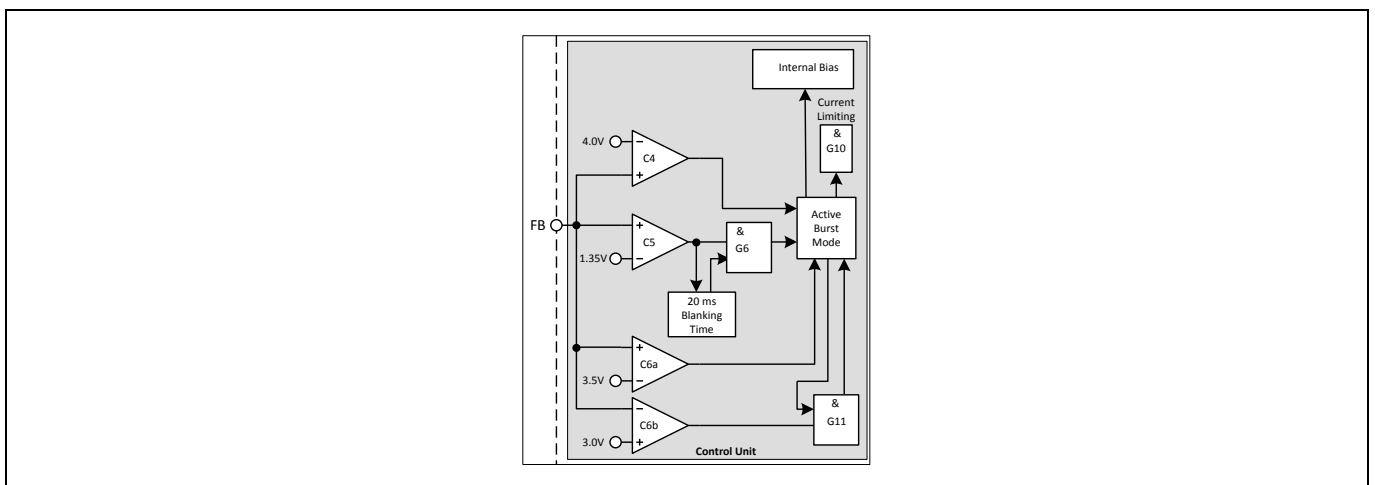 Internal Bias
Current
Limiting
&
G10
4.0V
−
C4
+
Active
Burst
Mode
FB
+
C5
−
1.35V
&
G6
20 ms
Blanking
Time
+
C6a
−
3.5V
−
C6b
+
3.0V
&
G11
Control Unit